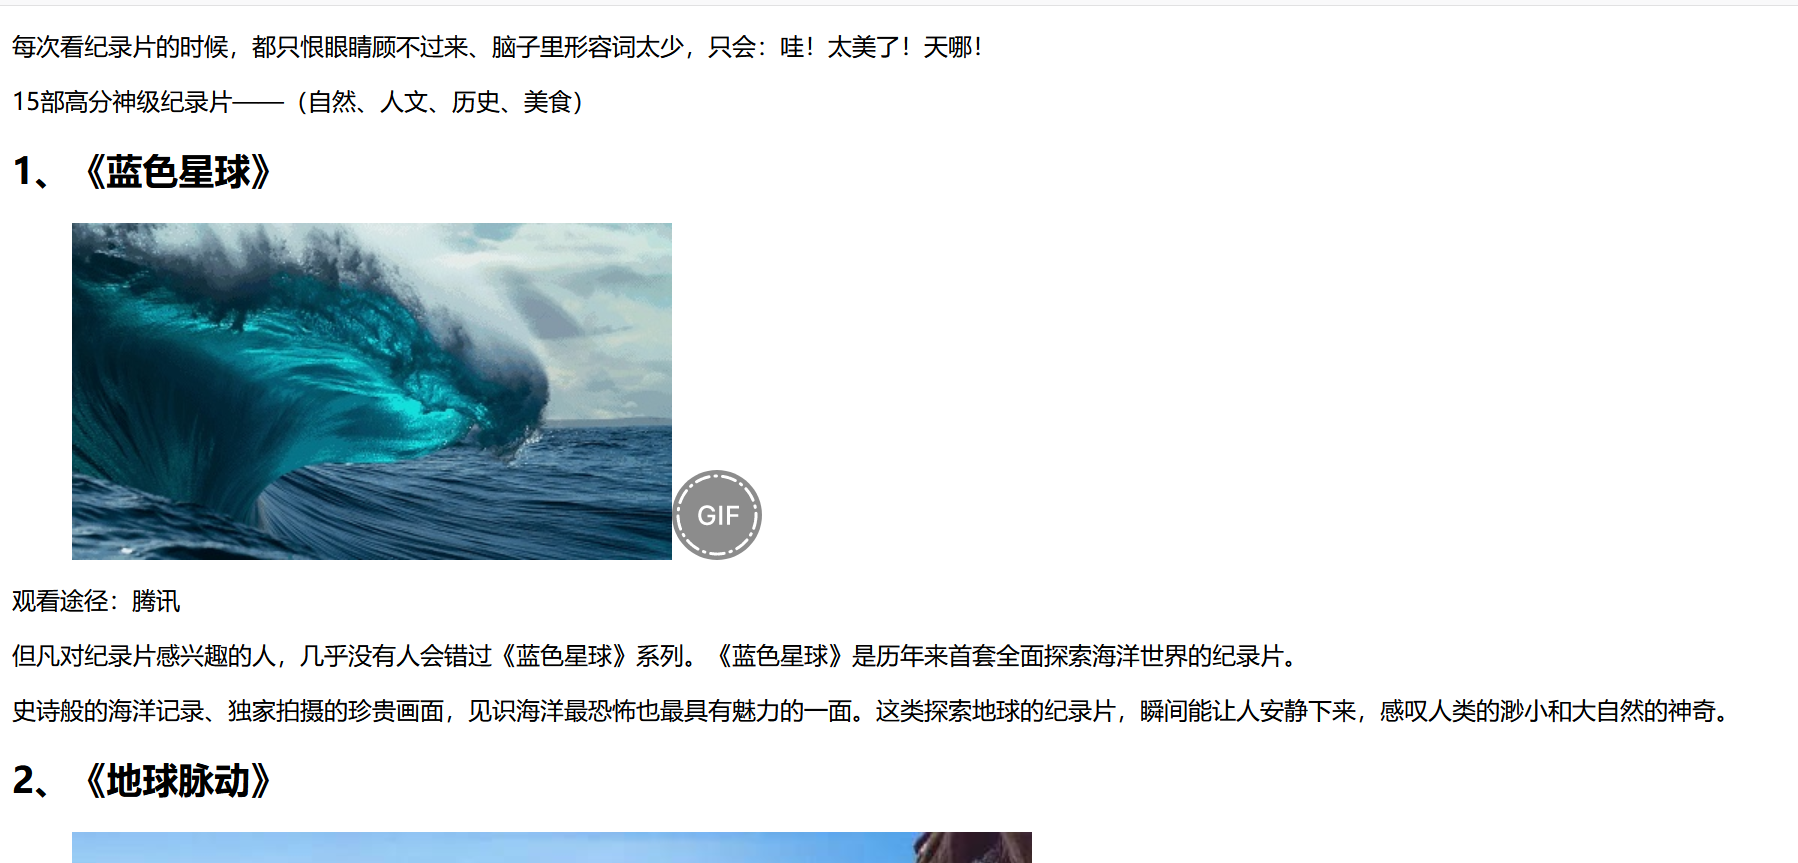 每次看纪录片的时候，都只恨眼睛顾不过来、脑子里形容词太少，只会：哇！太美了！天哪！
15部高分神级纪录片——（自然、人文、历史、美食）
1、《蓝色星球》
GIF
观看途径：腾讯
但凡对纪录片感兴趣的人，几乎没有人会错过《蓝色星球》系列。《蓝色星球》是历年来首套全面探索海洋世界的纪录片。
史诗般的海洋记录、独家拍摄的珍贵画面，见识海洋最恐怖也最具有魅力的一面。这类探索地球的纪录片，瞬间能让人安静下来，感叹人类的渺小和大自然的神奇。
2、《地球脉动》